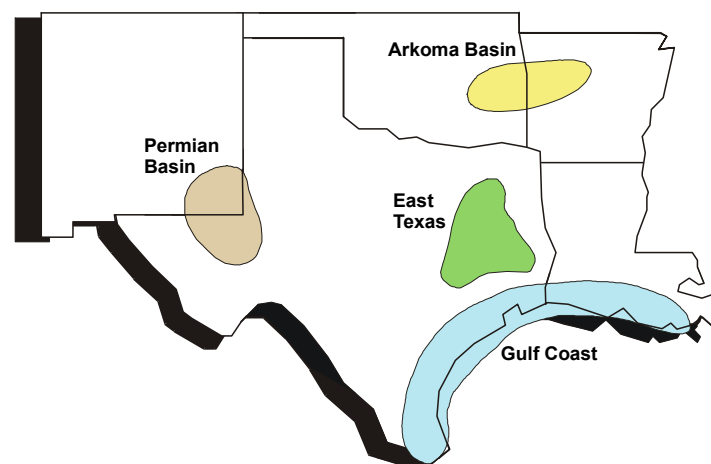 Arkoma Basin
Permian
Basin
East
Texas
Gulf Coast